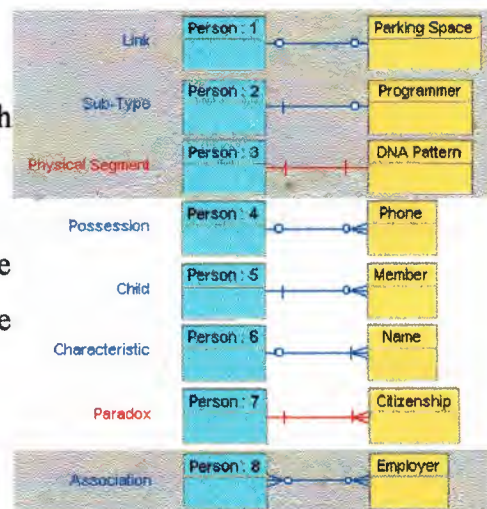 Link Person : 1 Parking Space
h
Sub-Type Person : 2 Programmer
Physical Segment Person : 3 DNA Pattern
Possession Person : 4 Phone
e
Child Person : 5 Member
e
Characteristic Person : 6 Name
Paradox Person : 7 Citizenship
Association Person : 8 Employer